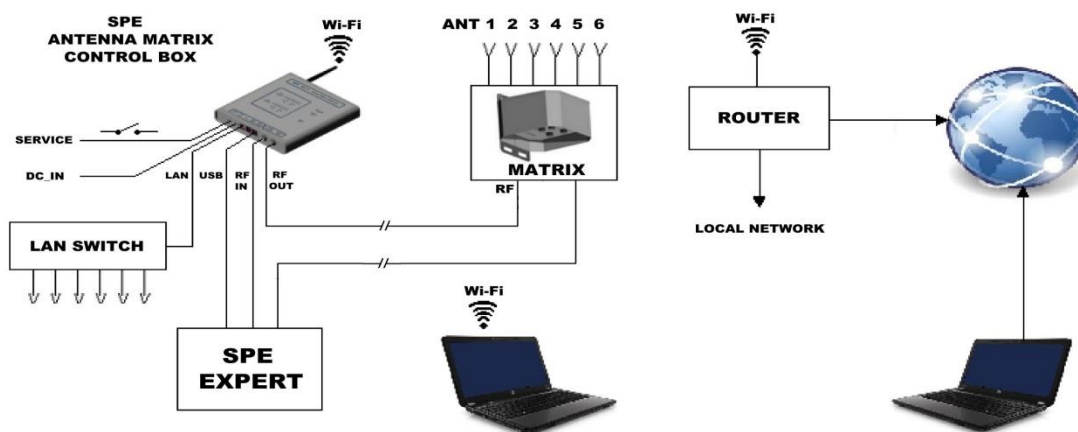 SPE
ANTENNA MATRIX
CONTROL BOX
Wi-Fi
ANT 1 2 3 4 5 6
Wi-Fi
SERVICE
DC_IN
LAN
USB
RF
IN
RF
OUT
MATRIX
RF
ROUTER
LOCAL NETWORK
LAN SWITCH
SPE
EXPERT
Wi-Fi